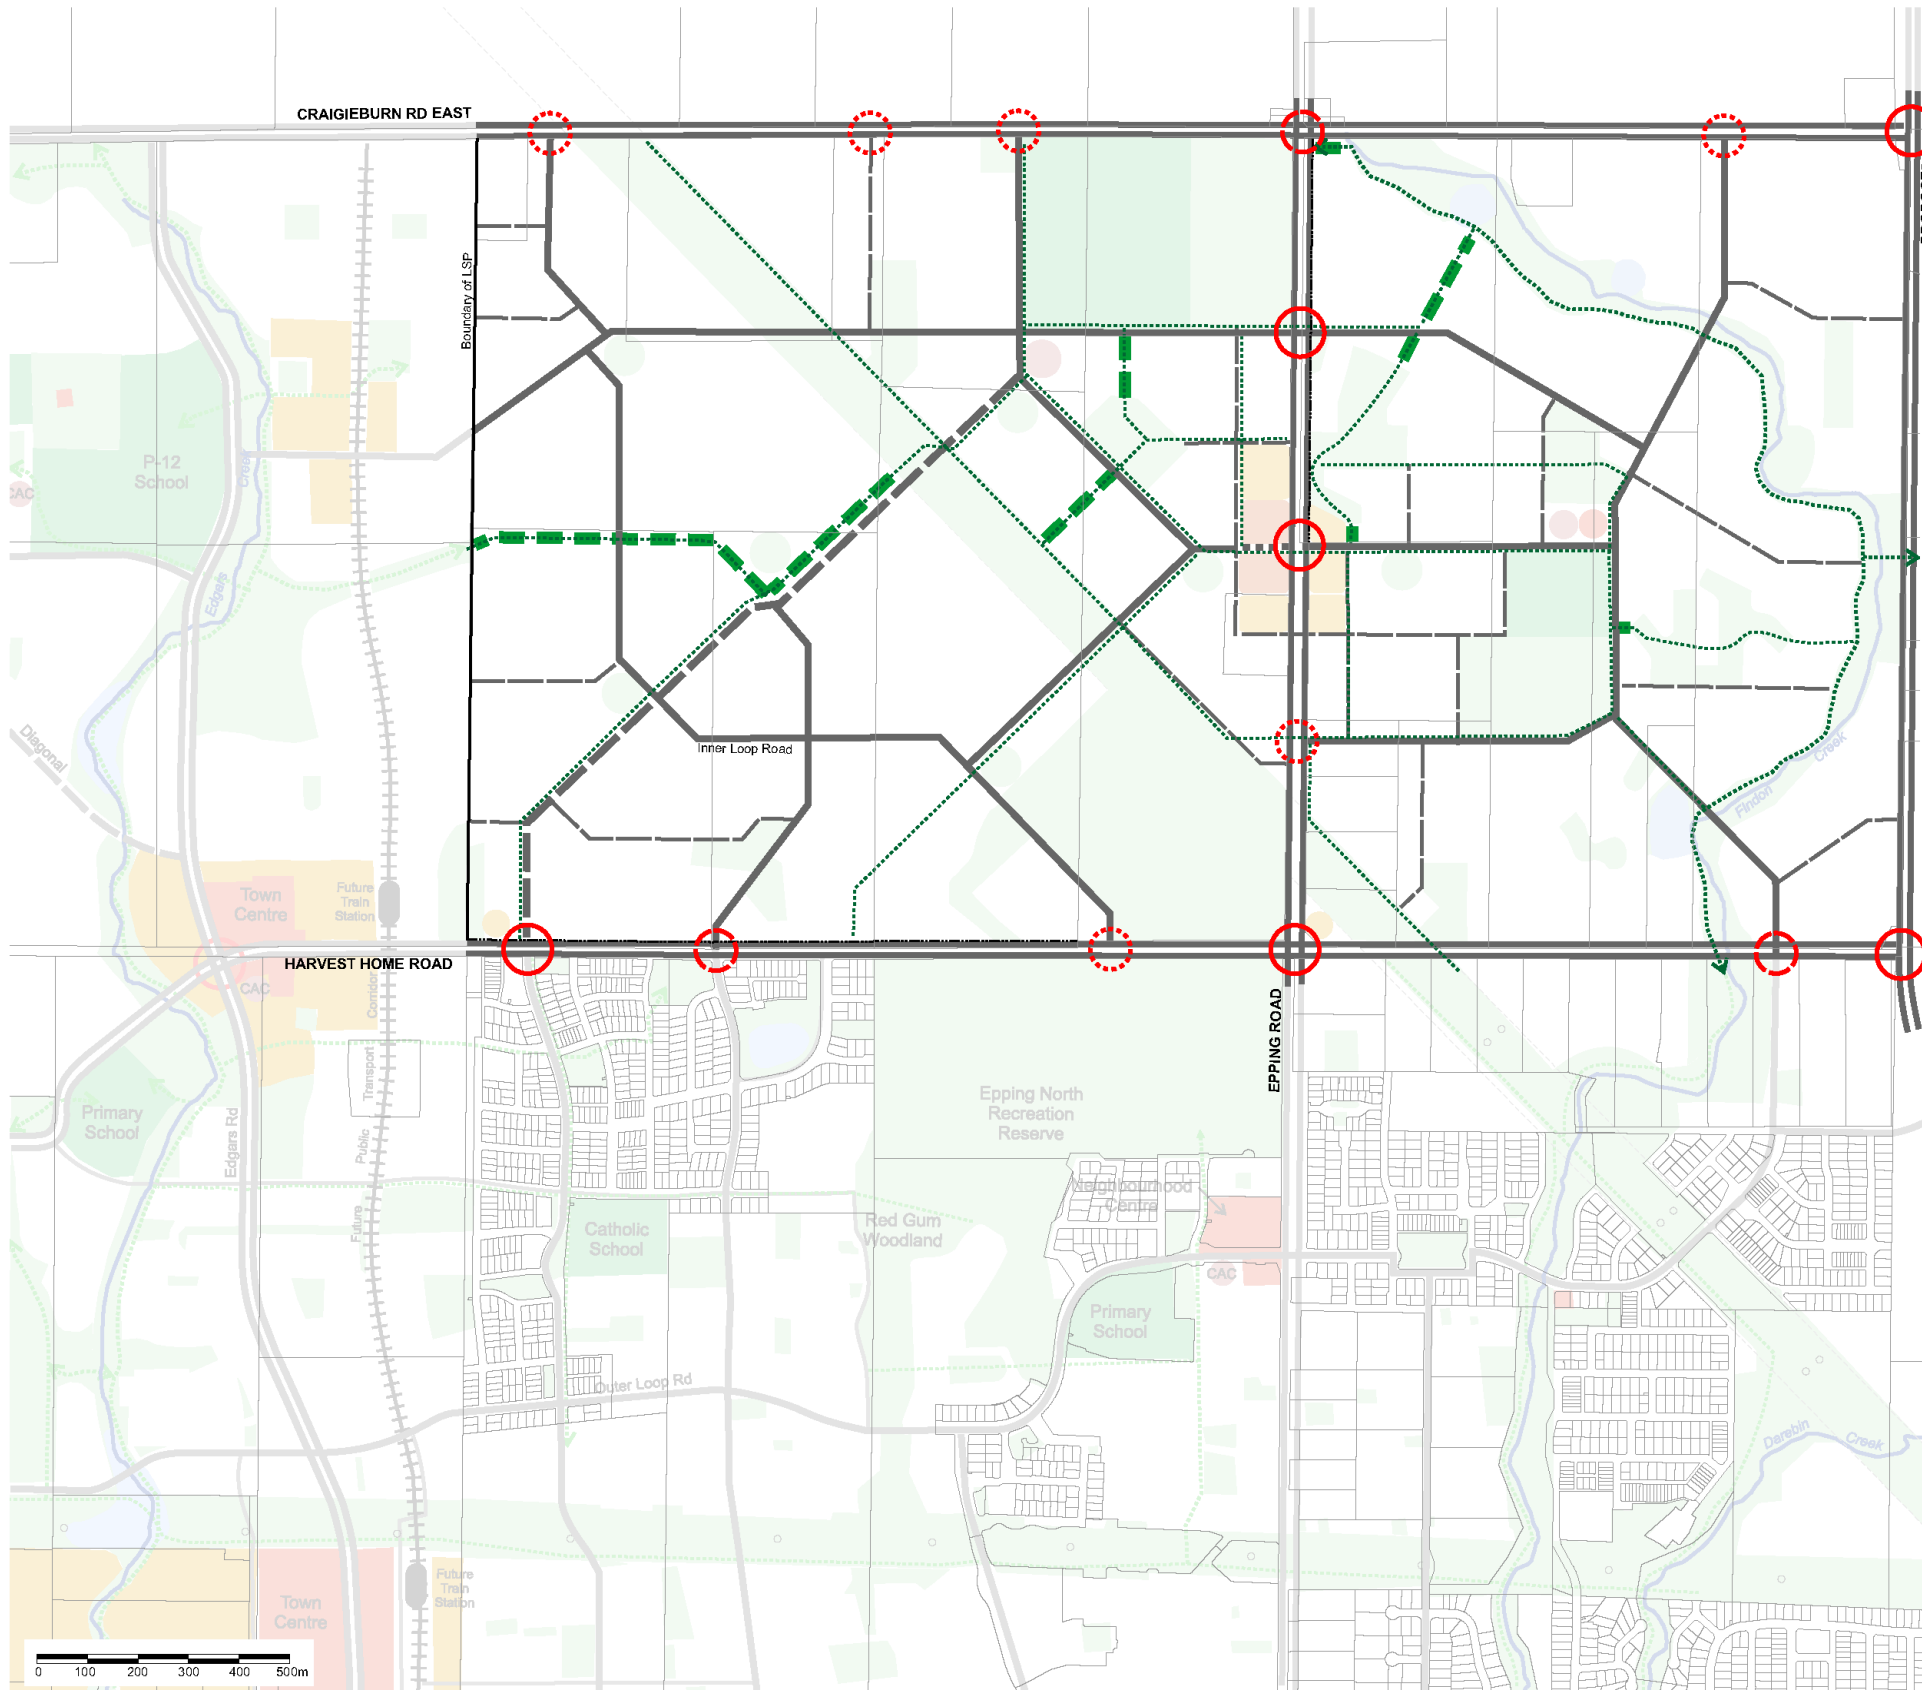 CRAIGIEBURN RD EAST
Boundary of LSP
P-12
School
CAC
Creek
Edgers
Diagonal
Inner Loop Road
Creek
Findon
Town
Centre
Future
Train
Station
HARVEST HOME ROAD
CAC
Corridor
EPPING ROAD
Transport
Public
Future
Primary
School
Edgars Rd
Epping North
Recreation
Reserve
Neighbourhood
Centre
Catholic
School
Red Gum
Woodland
CAC
Primary
School
Outer Loop Rd
Darebin
Creek
Future
Train
Station
Town
Centre
0 100 200 300 400 500m